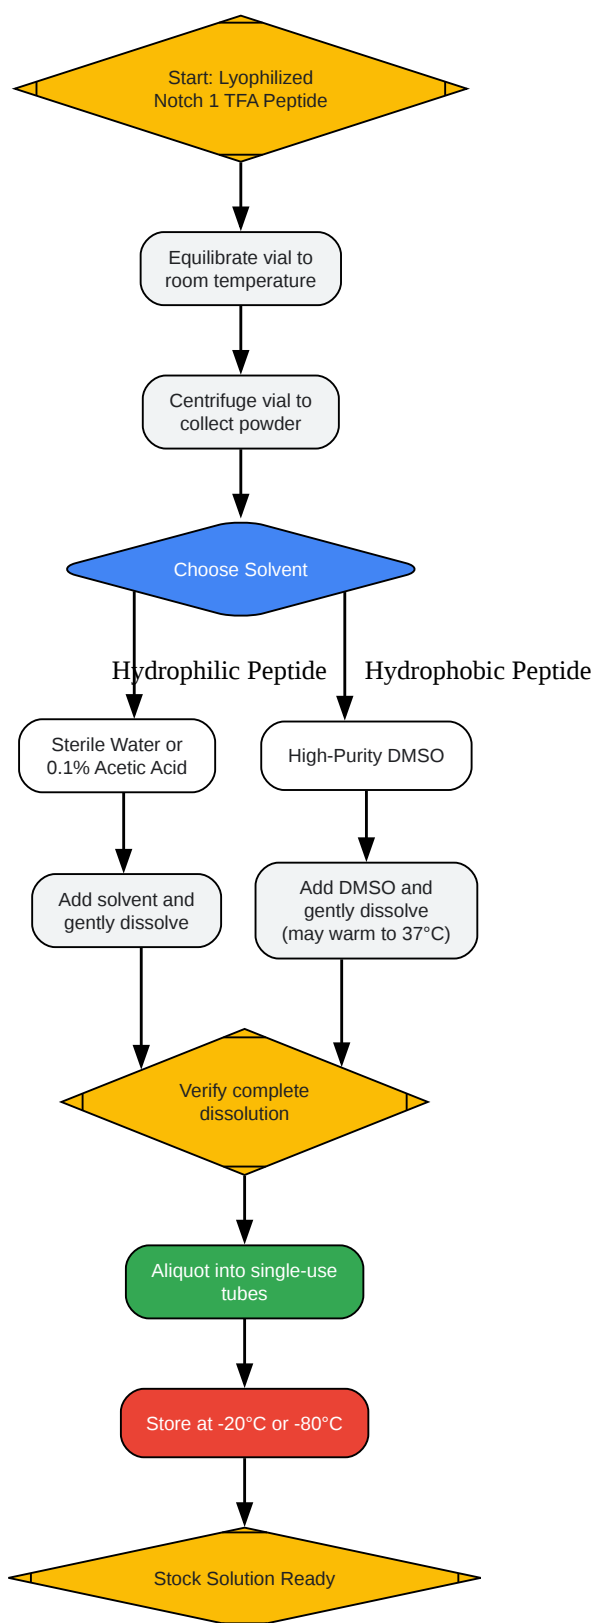 Start: Lyophilized
Notch 1 TFA Peptide
Equilibrate vial to
room temperature
Centrifuge vial to
collect powder
Choose Solvent
Hydrophilic Peptide
Hydrophobic Peptide
Sterile Water or
0.1% Acetic Acid
High-Purity DMSO
Add solvent and
gently dissolve
Add DMSO and
gently dissolve
(may warm to 37°C)
Verify complete
dissolution
Aliquot into single-use
tubes
Store at -20°C or -80°C
Stock Solution Ready